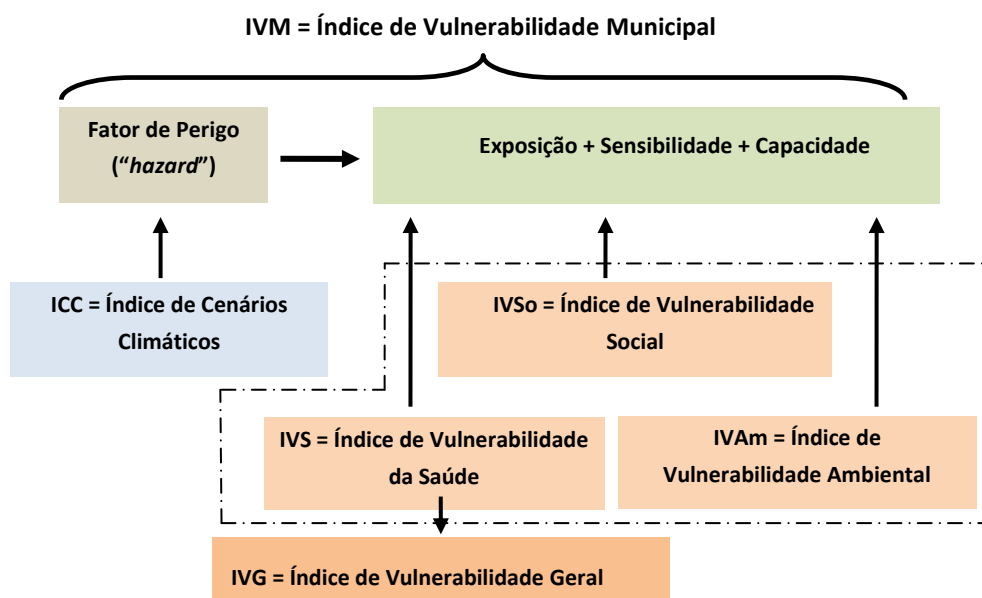 IVM = Índice de Vulnerabilidade Municipal
Fator de Perigo
("hazard")
Exposição + Sensibilidade + Capacidade
ICC = Índice de Cenários
Climáticos
IVSo = Índice de Vulnerabilidade
Social
IVS = Índice de Vulnerabilidade
da Saúde
IVAm = Índice de
Vulnerabilidade Ambiental
IVG = Índice de Vulnerabilidade Geral